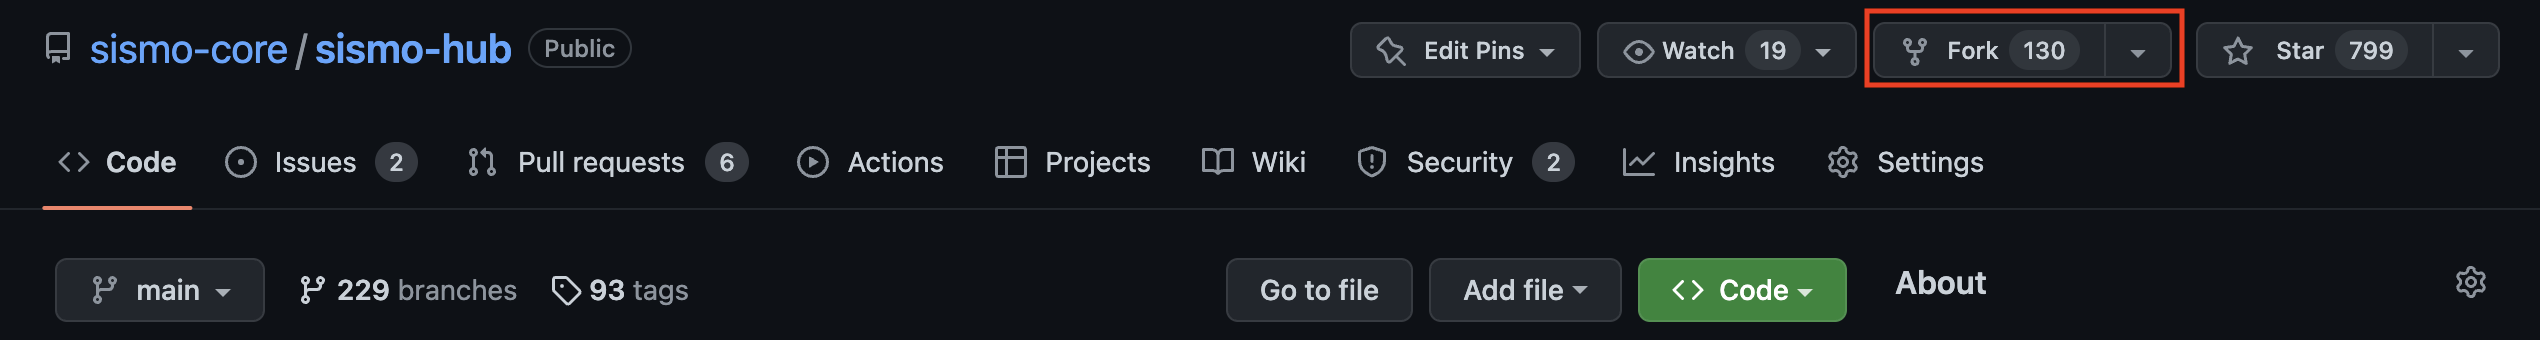 sismo-core / sismo-hub Public Edit Pins Watch 19 Fork 130 Star 799
Code Issues 2 Pull requests 6 Actions Projects Wiki Security 2 Insights Settings
main 229 branches 93 tags Go to file Add file Code About